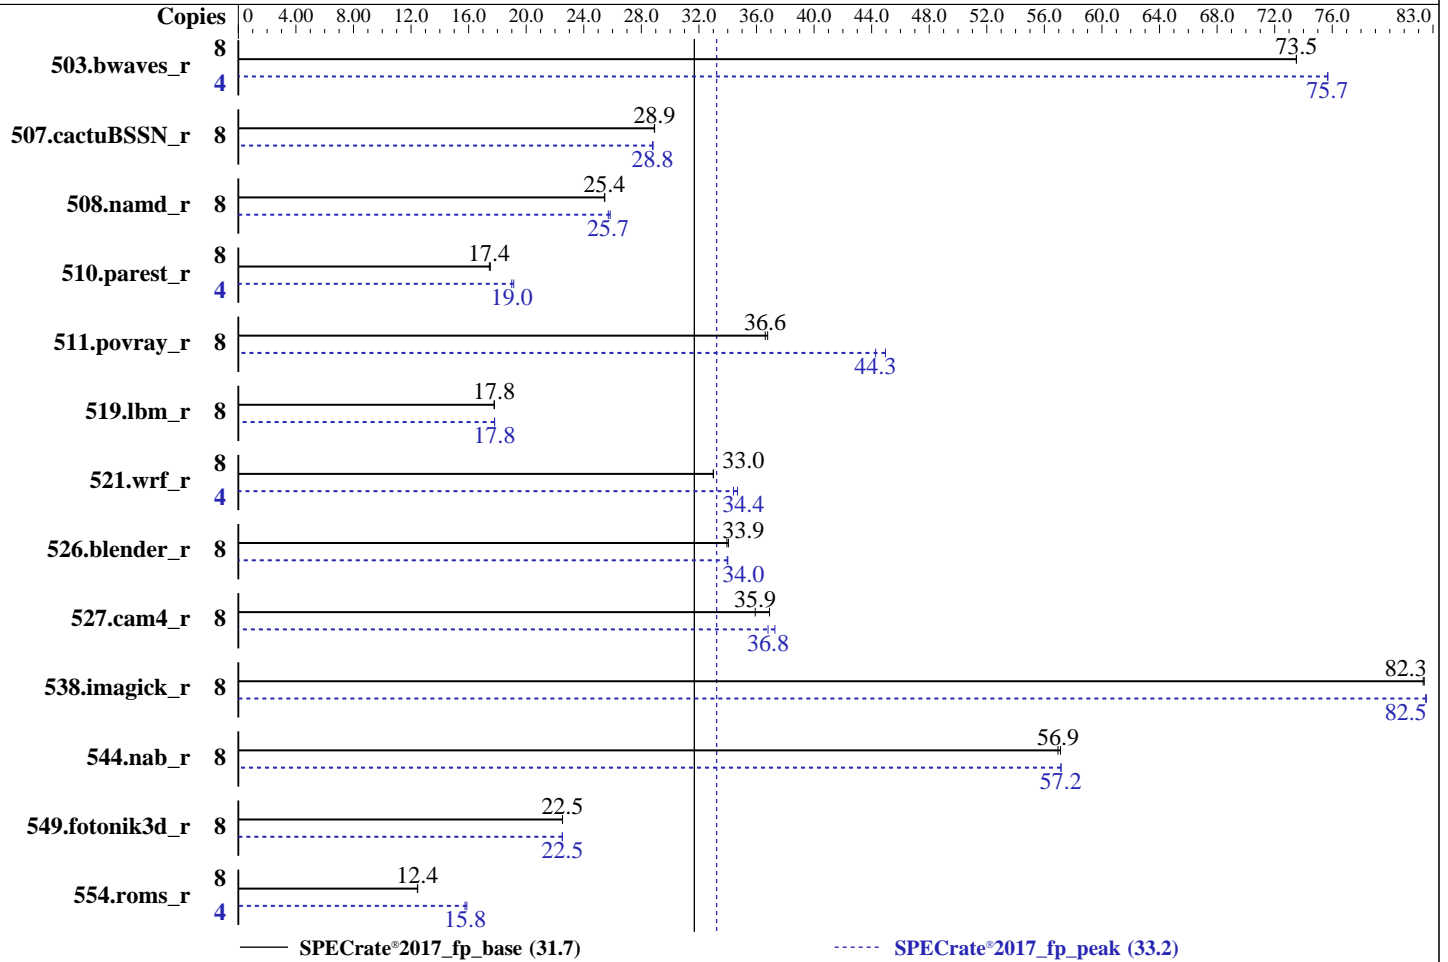 Copies 0 4.00 8.00 12.0 16.0 20.0 24.0 28.0 32.0 36.0 40.0 44.0 48.0 52.0 56.0 60.0 64.0 68.0 72.0 76.0 83.0
503.bwaves_r 8 73.5
4 75.7
507.cactuBSSN_r 8 28.9
28.8
508.namd_r 8 25.4
25.7
510.parest_r 8 17.4
4 19.0
511.povray_r 8 36.6
44.3
519.lbm_r 8 17.8
17.8
521.wrf_r 8 33.0
4 34.4
526.blender_r 8 33.9
34.0
527.cam4_r 8 35.9
36.8
538.imagick_r 8 82.3
82.5
544.nab_r 8 56.9
57.2
549.fotonik3d_r 8 22.5
22.5
554.roms_r 8 12.4
4 15.8
SPECrate®2017_fp_base (31.7) SPECrate®2017_fp_peak (33.2)